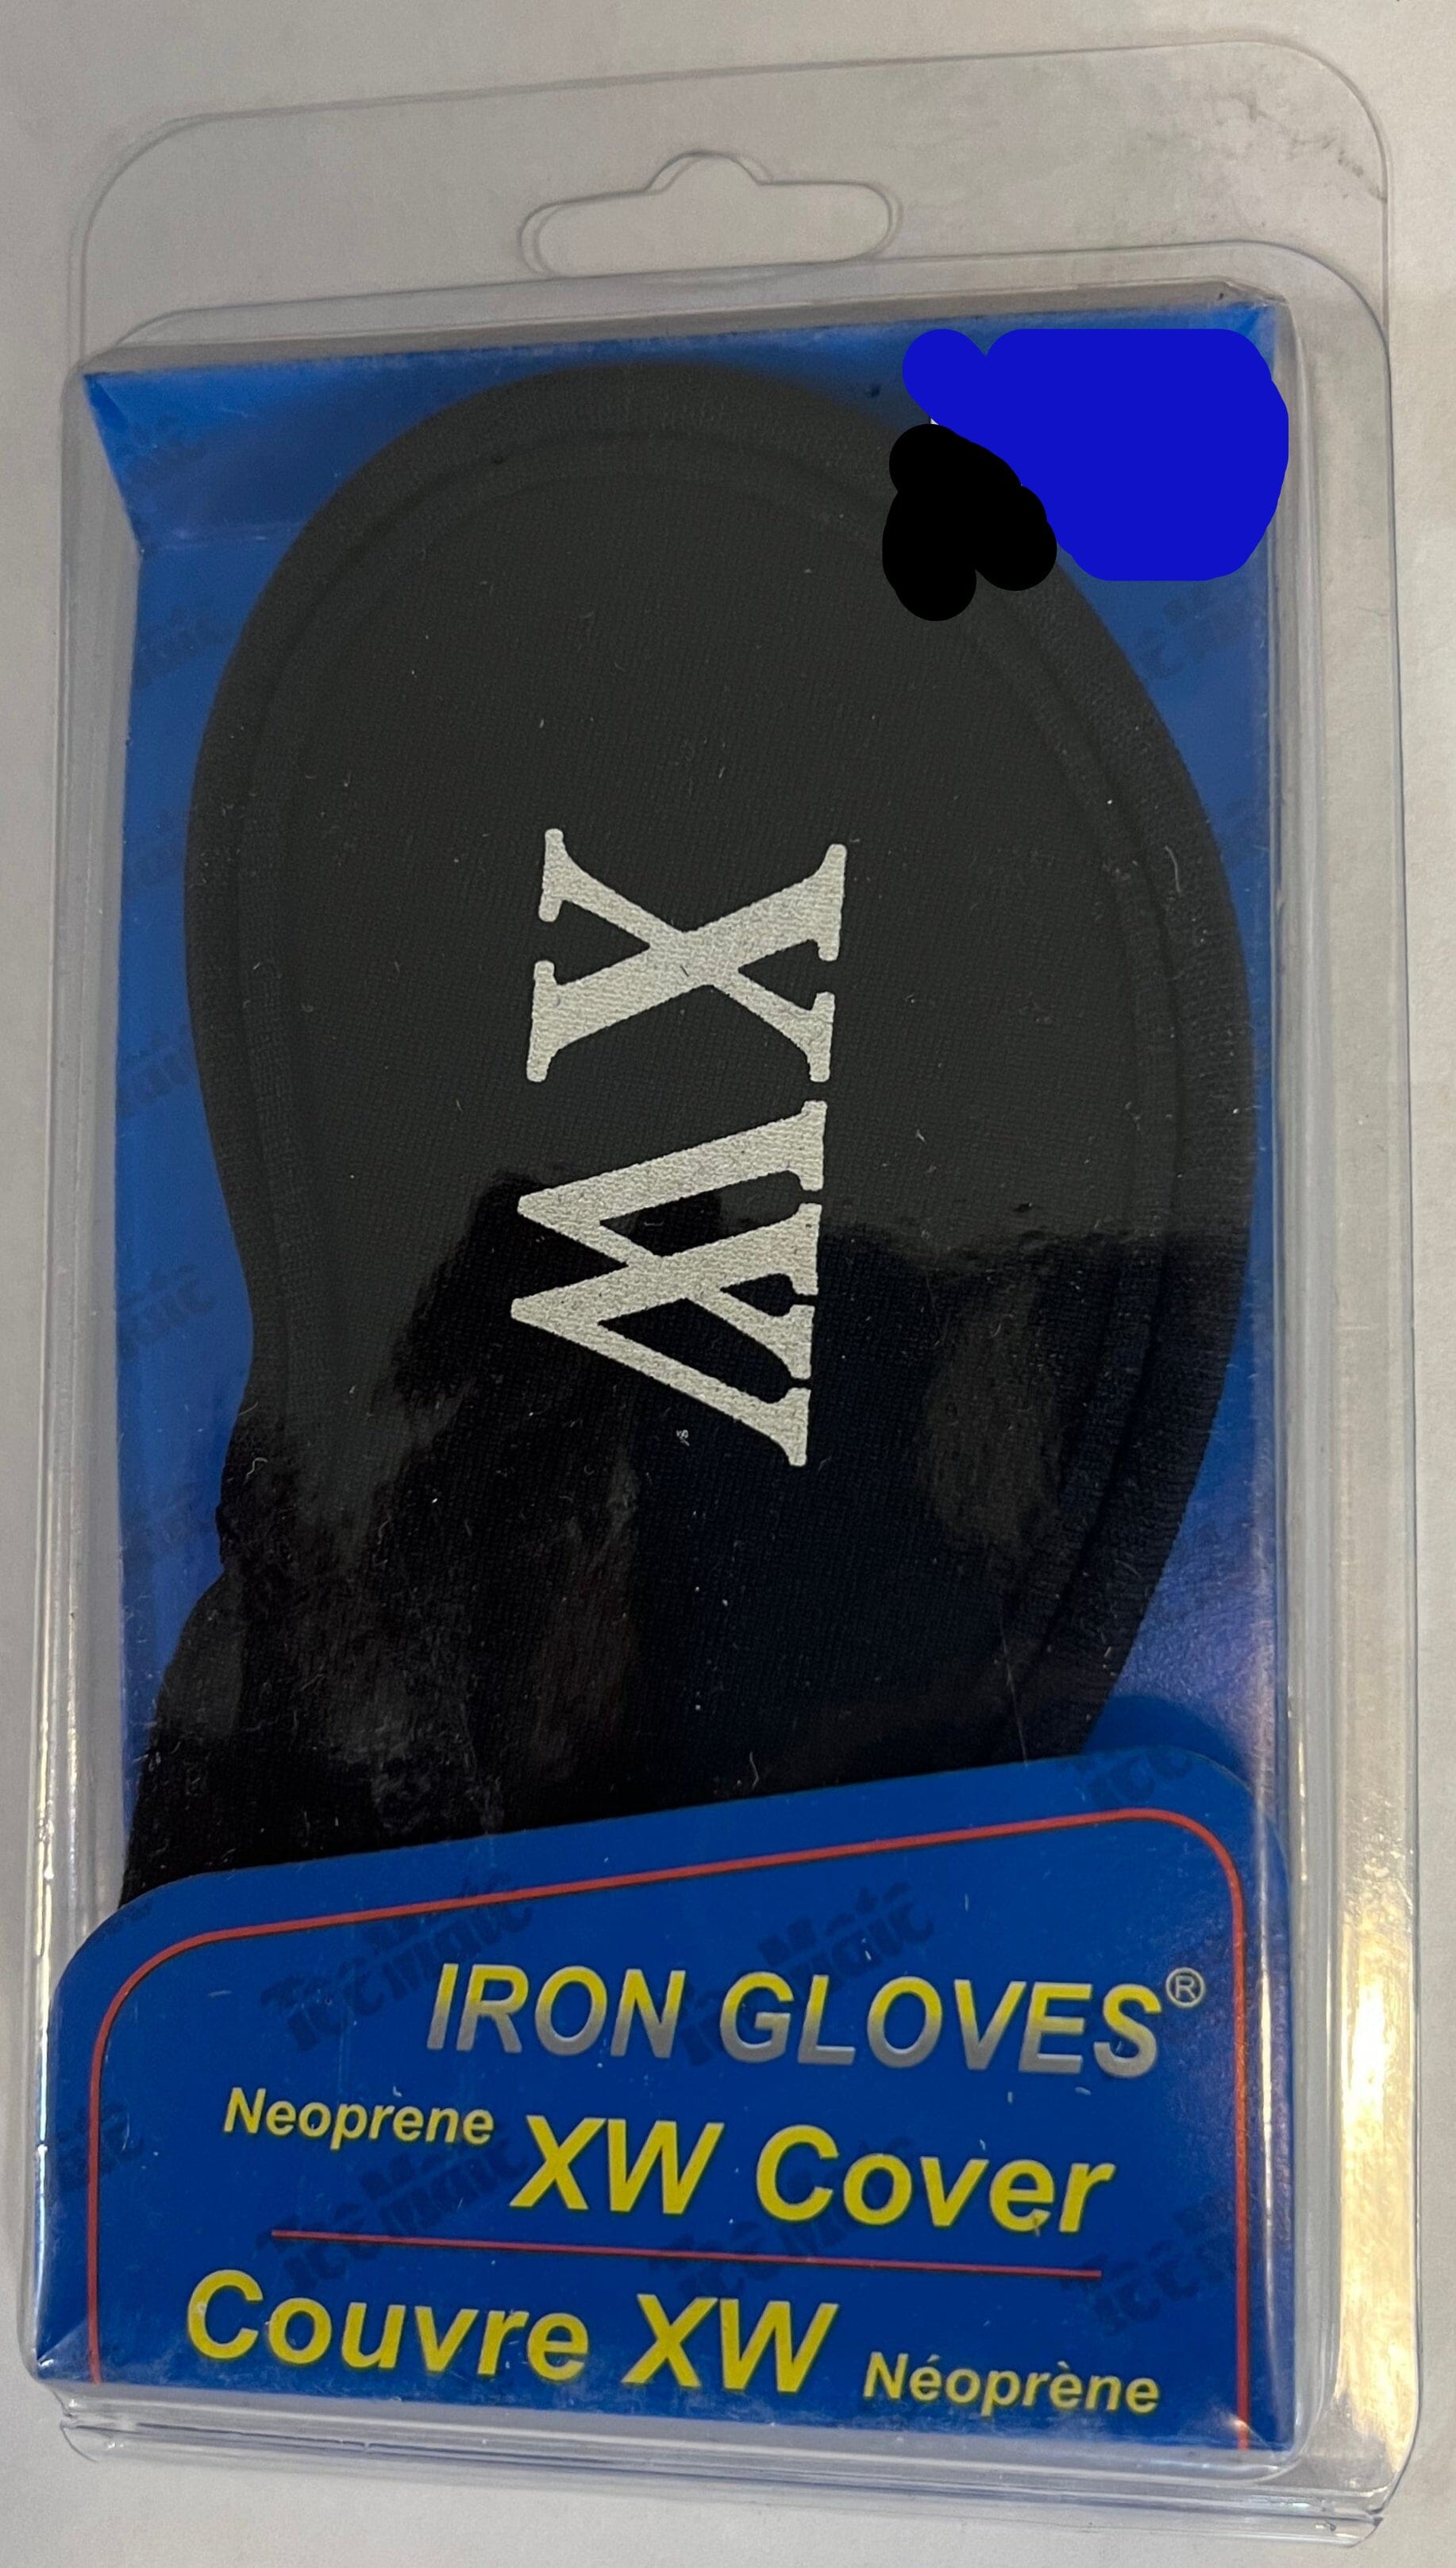 XW
IRON GLOVES®
Neoprene XW Cover
Couvre XW Néoprène